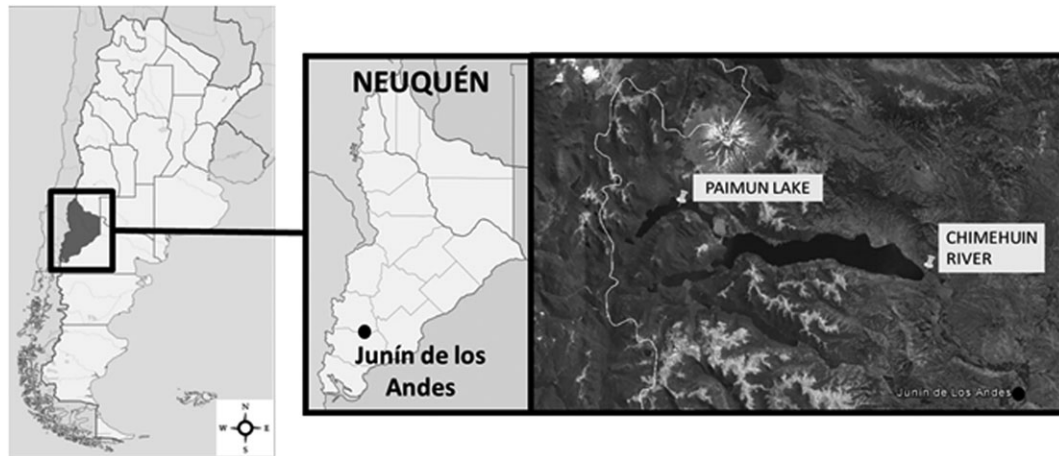 NEUQUÉN
Junín de los
Andes
PAIMUN LAKE
CHIMEHUIN
RIVER
Junín de Los Andes
N
W E
S